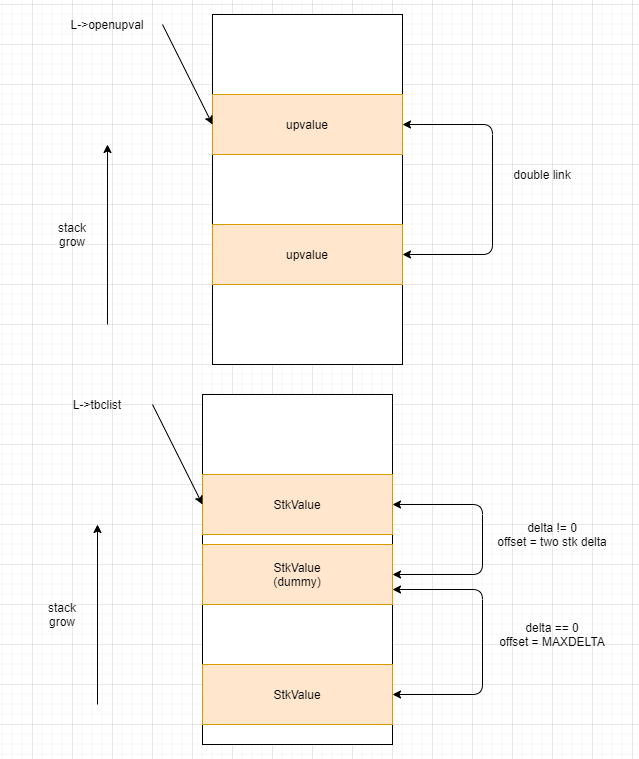 L->openupval
upvalue
double link
stack
grow
upvalue
L->tbclist
StkValue
delta != 0
offset = two stk delta
StkValue
(dummy)
stack
grow
delta == 0
offset = MAXDELTA
StkValue